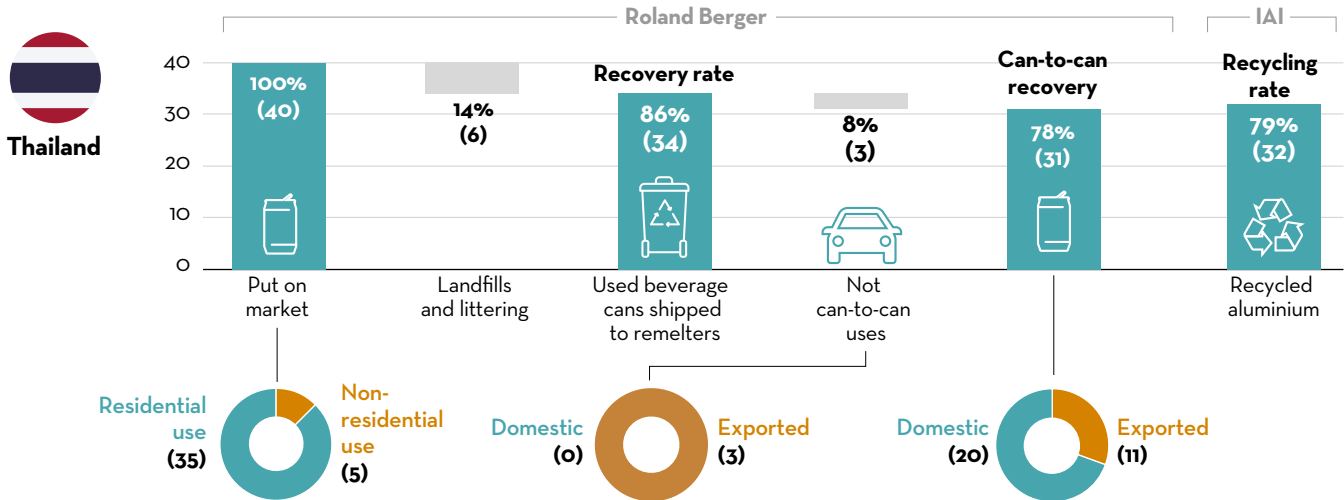 Roland Berger
IAI
Thailand
40
30
20
10
0
100%
(40)
14%
(6)
Recovery rate
86%
(34)
8%
(3)
Can-to-can
recovery
78%
(31)
Recycling
rate
79%
(32)
Put on
market
Landfills
and littering
Used beverage
cans shipped
to remelters
Not
can-to-can
uses
Recycled
aluminium
Residential
use
(35)
Non-
residential
use
(5)
Domestic
(0)
Exported
(3)
Domestic
(20)
Exported
(11)